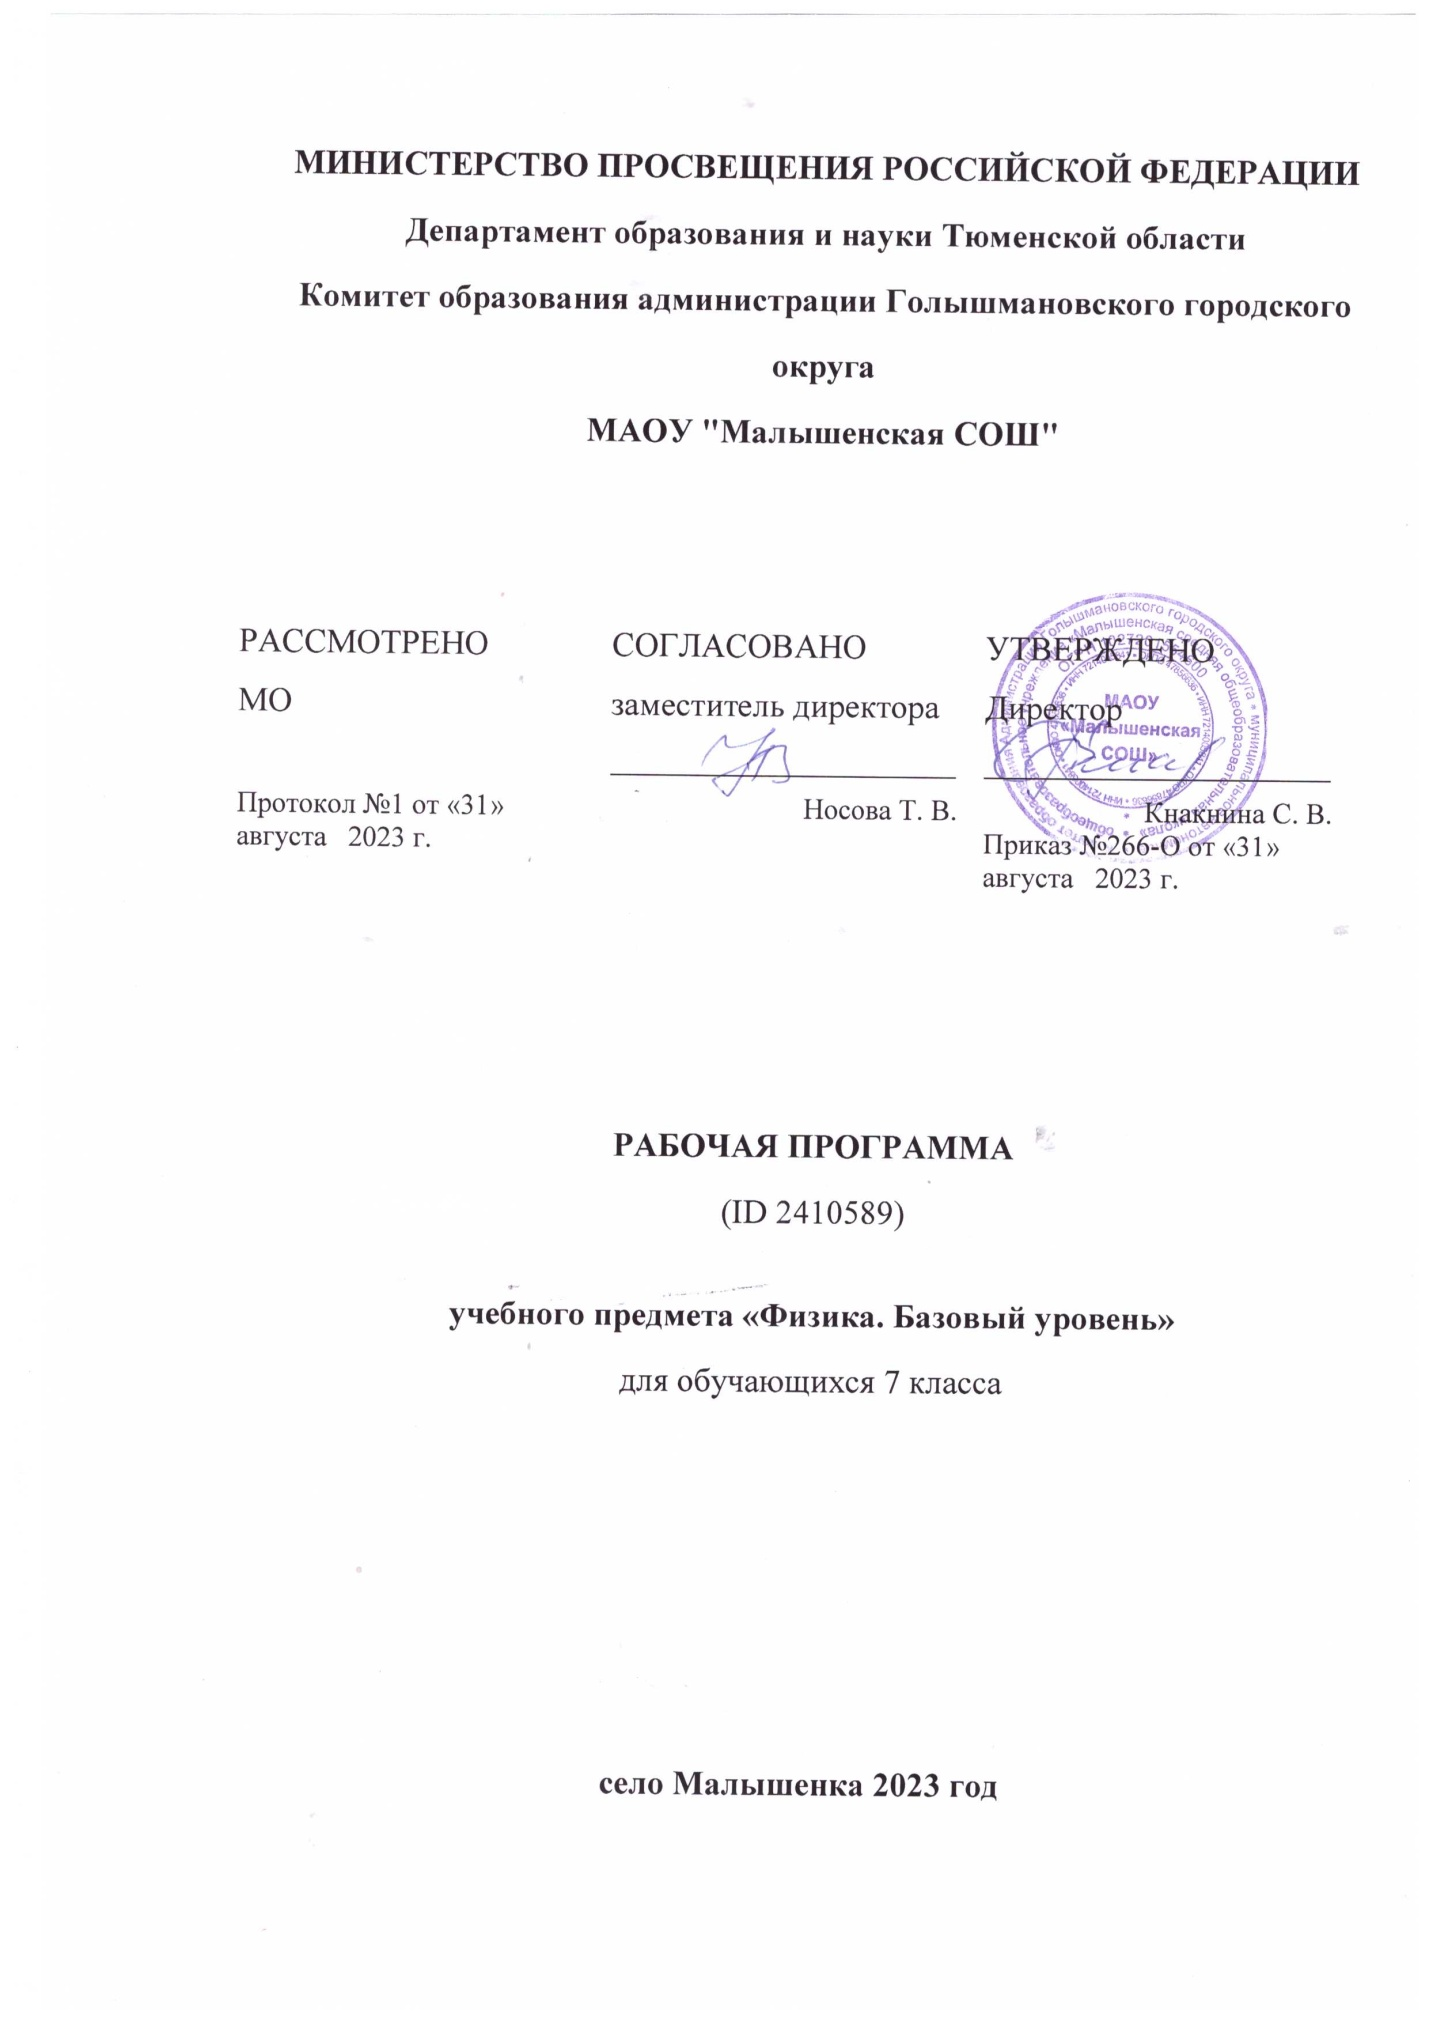 МИНИСТЕРСТВО ПРОСВЕЩЕНИЯ РОССИЙСКОЙ ФЕДЕРАЦИИ
Департамент образования и науки Тюменской области
Комитет образования администрации Голышмановского городского
округа
МАОУ "Малышенская СОШ"
РАССМОТРЕНО
МО
Протокол №1 от «31»
августа 2023 г.
СОГЛАСОВАНО
заместитель директора
Носова Т. В.
УТВЕРЖДЕНО
Директор
Кнакнина С. В.
Приказ №266-О от «31»
августа 2023 г.
МАОУ
«Малышенская
СОШ»
РАБОЧАЯ ПРОГРАММА
(ID 2410589)
учебного предмета «Физика. Базовый уровень»
для обучающихся 7 класса
село Малышенка 2023 год